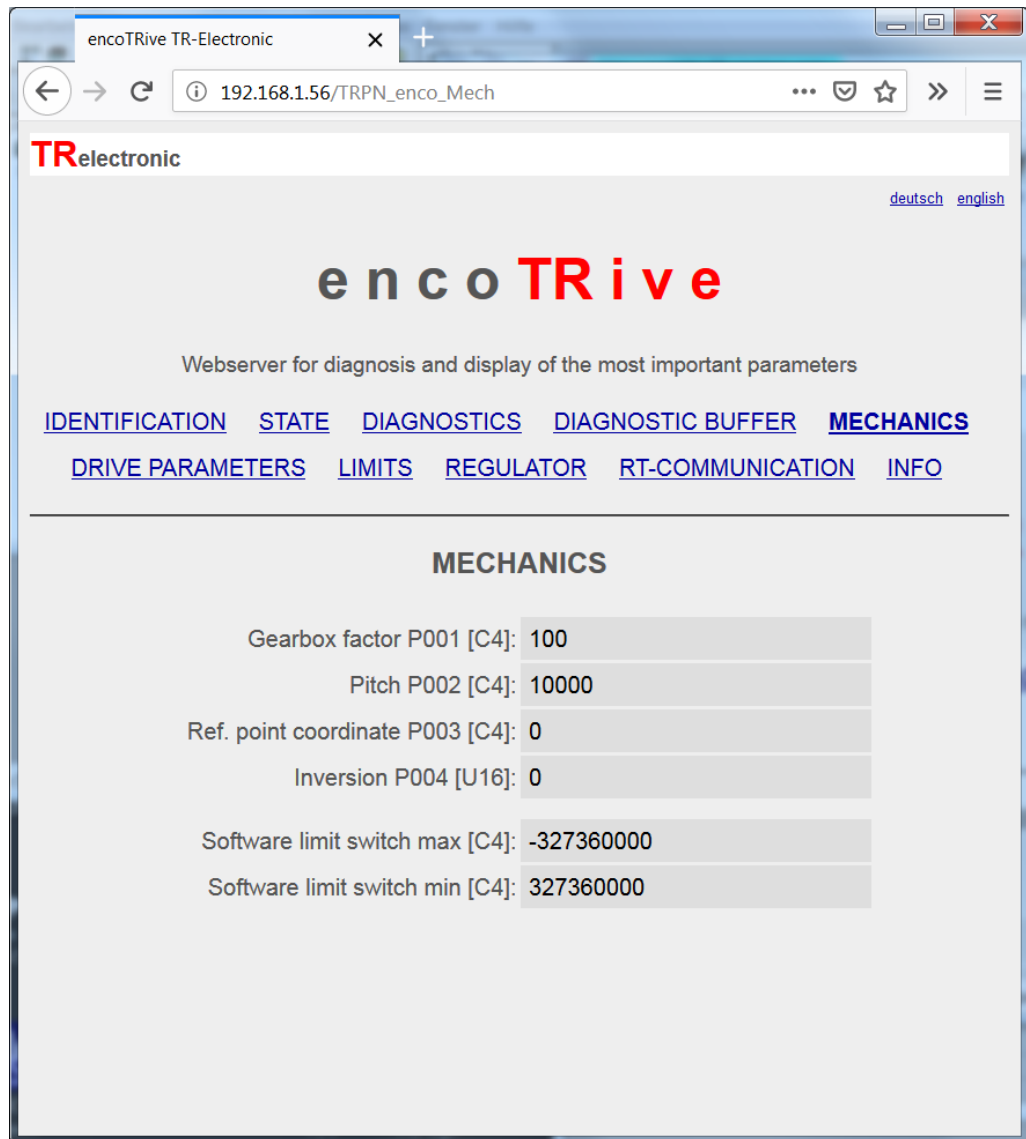 encoTRive TR-Electronic
192.168.1.56/TRPN_enco_Mech
TRelectronic
deutsch english
encoTRive
Webserver for diagnosis and display of the most important parameters
IDENTIFICATION STATE DIAGNOSTICS DIAGNOSTIC BUFFER MECHANICS
DRIVE PARAMETERS LIMITS REGULATOR RT-COMMUNICATION INFO
MECHANICS
Gearbox factor P001 [C4]: 100
Pitch P002 [C4]: 10000
Ref. point coordinate P003 [C4]: 0
Inversion P004 [U16]: 0
Software limit switch max [C4]: -327360000
Software limit switch min [C4]: 327360000